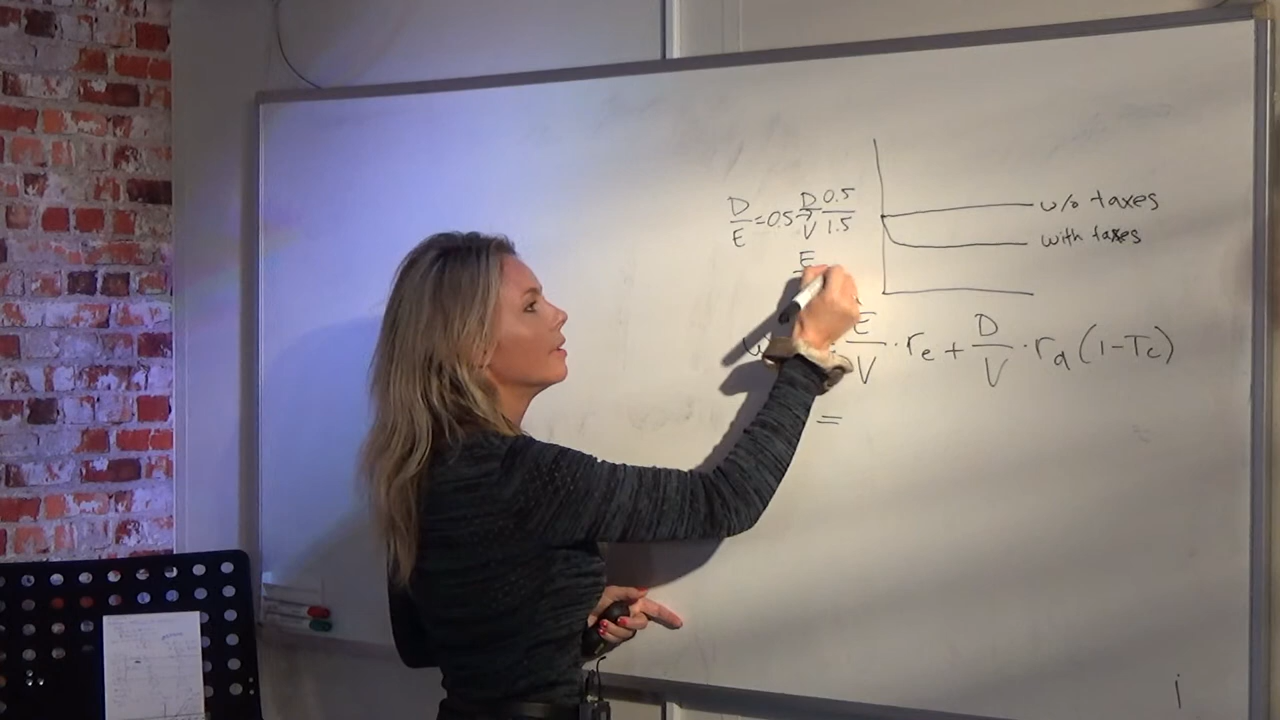 D/E = 0.5 → D/V 0.5/1.5
E
w/o taxes
with taxes
E/V · re + D/V · rd (1-Tc)
=